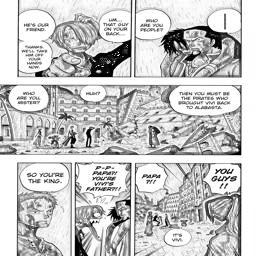 WHO
ARE YOU
PEOPLE?
UM...
THAT GUY
ON YOUR
BACK...
HE'S OUR
FRIEND.
THANKS.
WE'LL TAKE
HIM OFF
YOUR HANDS
NOW.
THEN YOU MUST BE
THE PIRATES WHO
BROUGHT VIVI TO
ALABASTA.
HUH?
WHO
ARE YOU,
MISTER?
YOU
GUYS
!!
PAPA
?!!
IT'S
VIVI.
P-P-
PAPA?!
YOU'RE
VIVI'S
FATHER?!!
SO YOU'RE
THE KING.